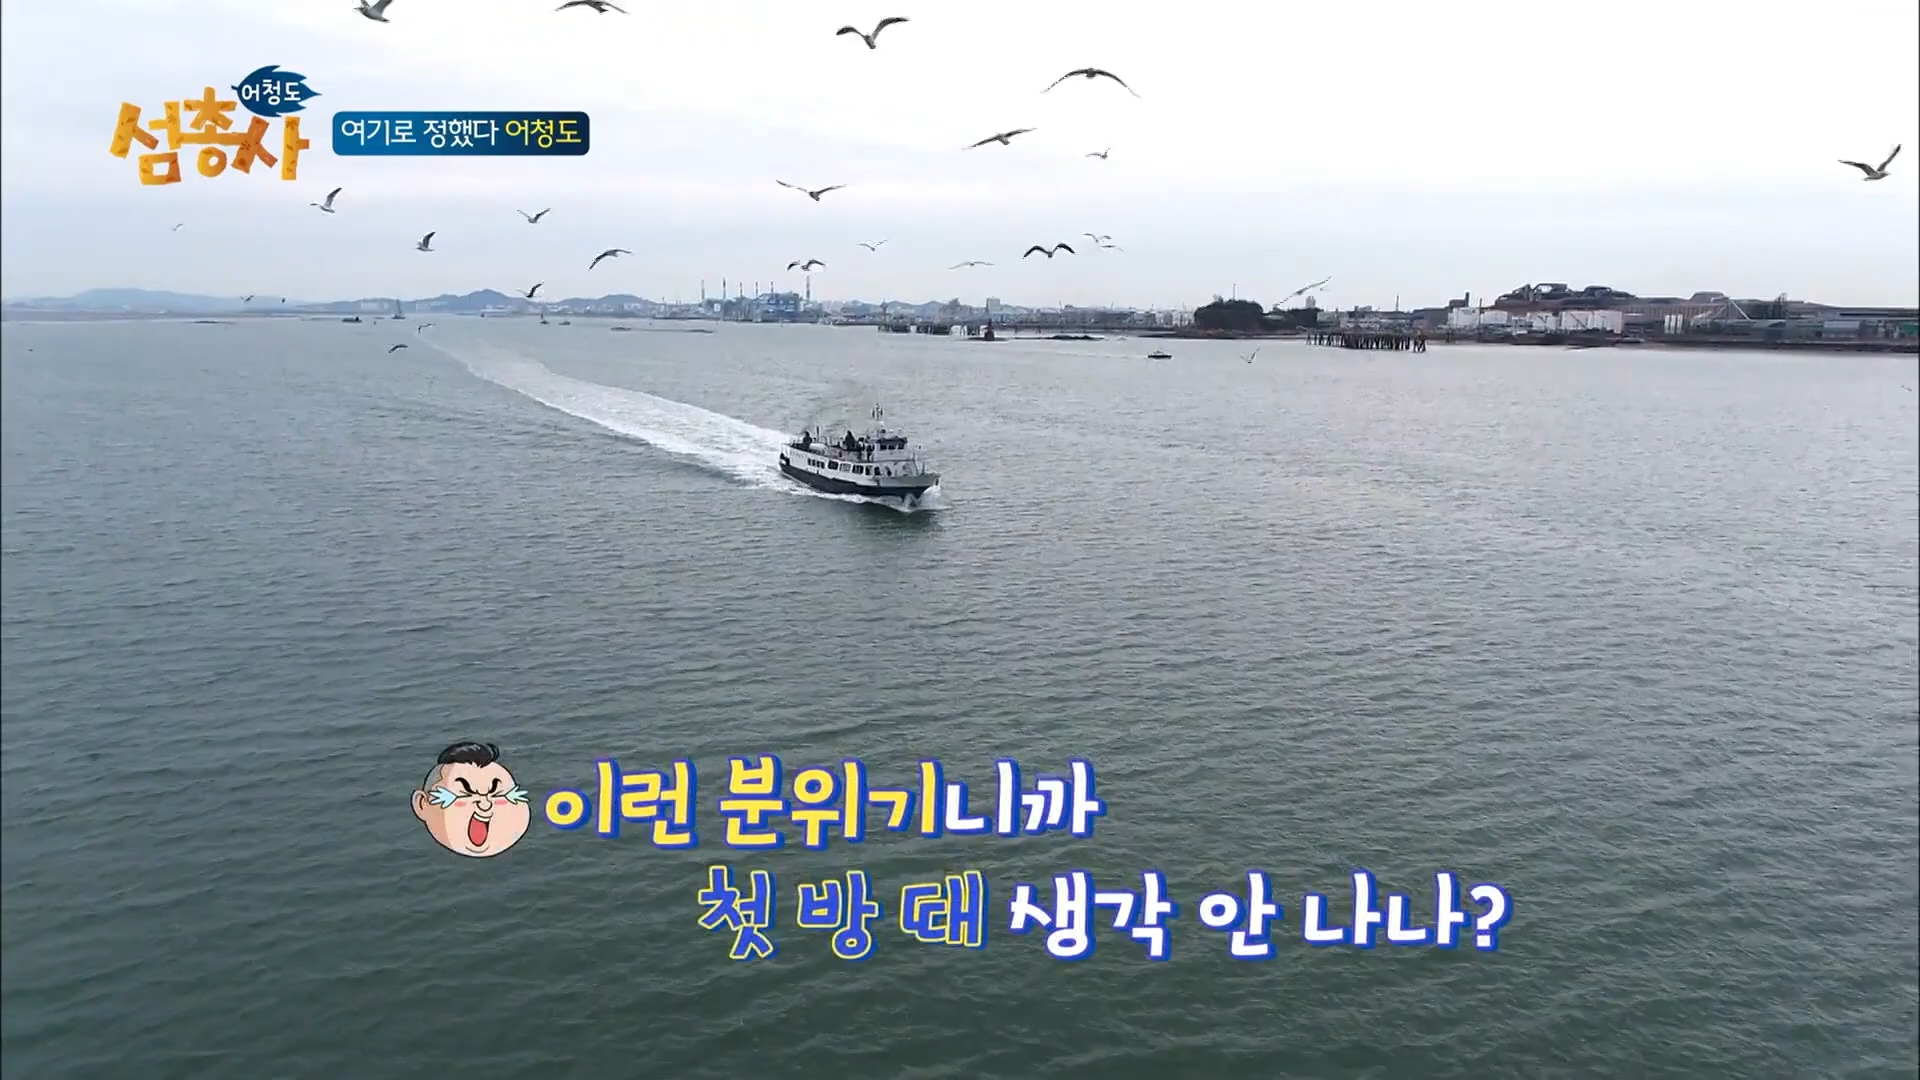 어청도
섬총사
여기로 정했다 어청도
이런 분위기니까
첫 방 때 생각 안 나나?